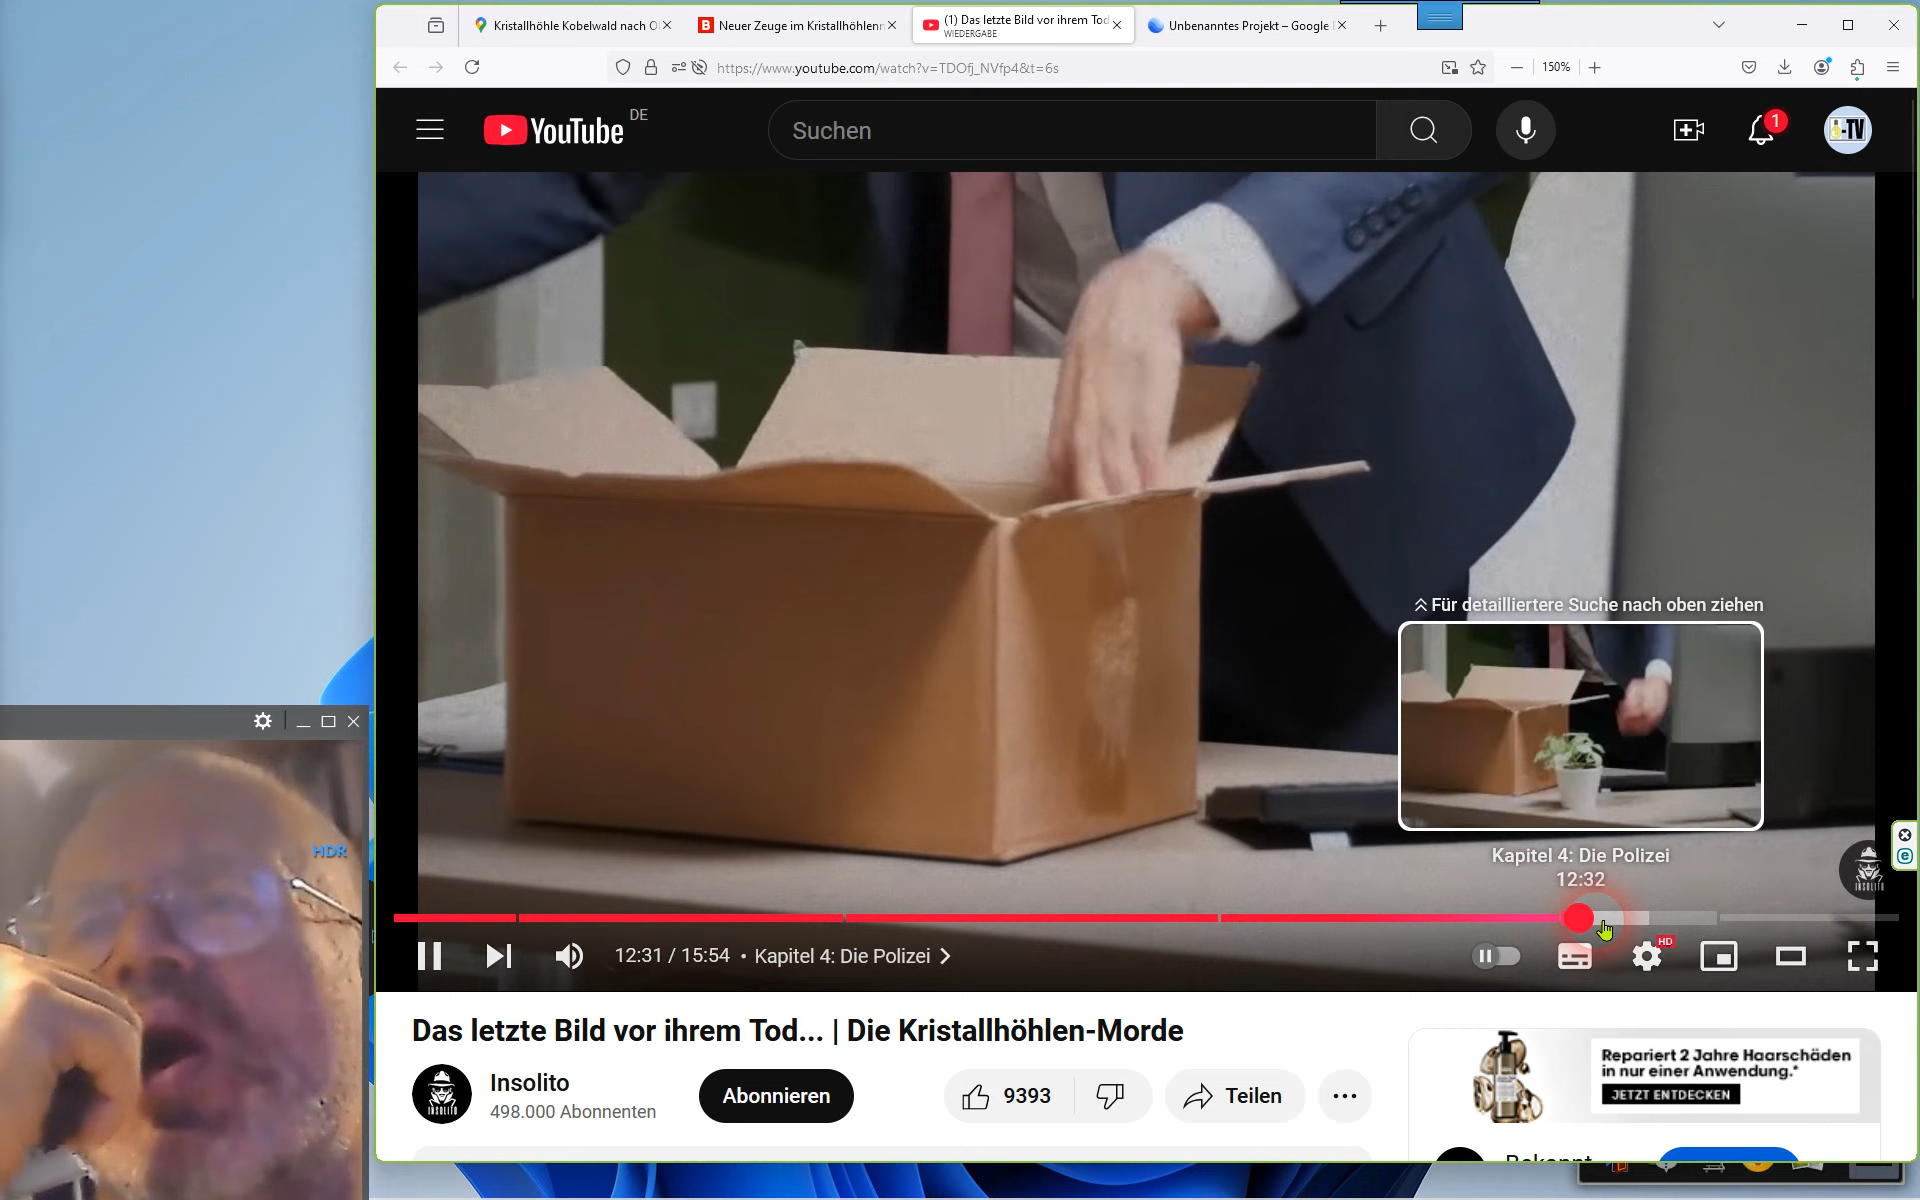 Kristallhöhle Kobelwald nach O
Neuer Zeuge im Kristallhöhlenn
(1) Das letzte Bild vor ihrem Tod
WIEDERGABE
Unbenanntes Projekt – Google
https://www.youtube.com/watch?v=TDOfj_NVfp4&t=6s
150%
YouTube
DE
Suchen
1
-TV
Für detailliertere Suche nach oben ziehen
HDR
Kapitel 4: Die Polizei
12:32
INSOLITO
12:31 / 15:54 • Kapitel 4: Die Polizei
HD
Das letzte Bild vor ihrem Tod... | Die Kristallhöhlen-Morde
INSOLITO
Insolito
498.000 Abonnenten
Abonnieren
9393
Teilen
Repariert 2 Jahre Haarschäden
in nur einer Anwendung.*
JETZT ENTDECKEN